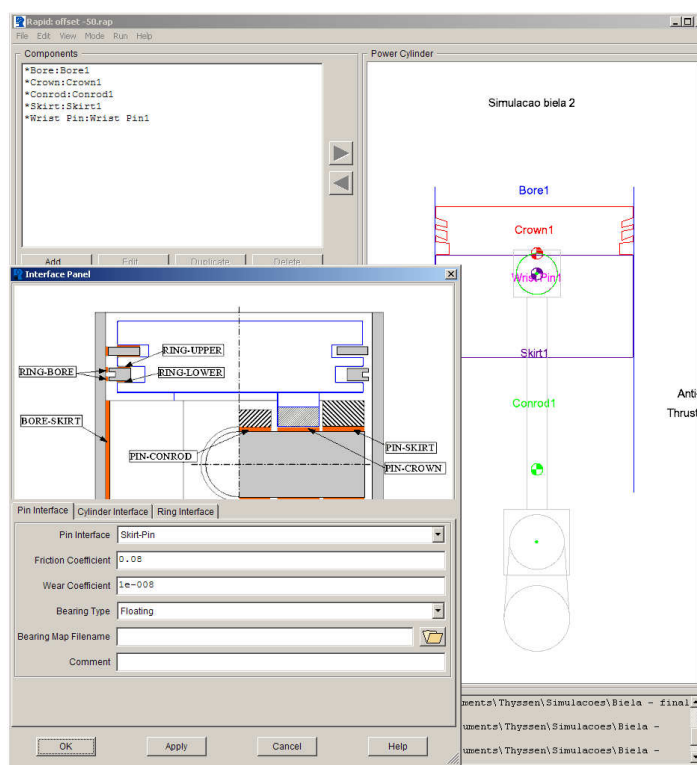 Rapid: offset -50.rap
File Edit View Mode Run Help
Components
*Bore:Bore1
*Crown:Crown1
*Conrod:Conrod1
*Skirt:Skirt1
*Wrist Pin:Wrist Pin1
Add Edit Duplicate Delete
Power Cylinder
Simulacao biela 2
Bore1
Crown1
Wrist Pin1
Skirt1
Conrod1
Anti-
Thrust
Interface Panel
RING-UPPER
RING-BORE
RING-LOWER
BORE-SKIRT
PIN-CONROD
PIN-SKIRT
PIN-CROWN
Pin Interface Cylinder Interface Ring Interface
Pin Interface Skirt-Pin
Friction Coefficient 0.08
Wear Coefficient 1e-008
Bearing Type Floating
Bearing Map Filename
Comment
OK Apply Cancel Help
uments\Thyssen\Simulacoes\Biela - final
uments\Thyssen\Simulacoes\Biela -
uments\Thyssen\Simulacoes\Biela -